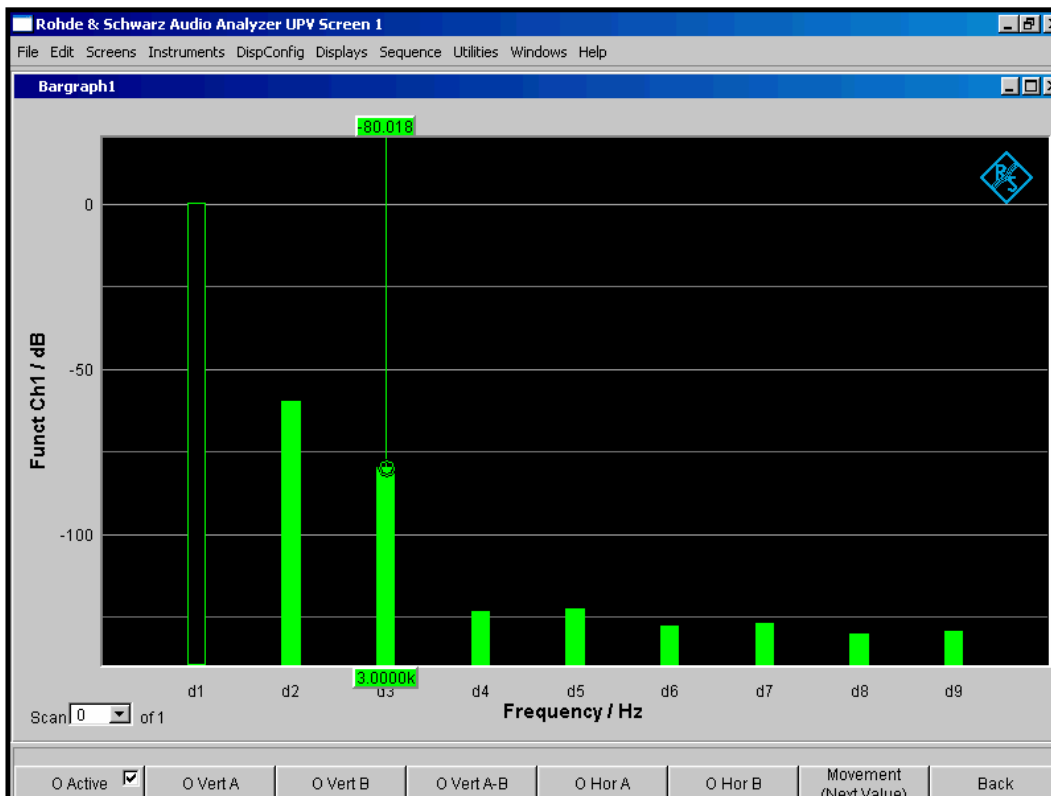 Rohde & Schwarz Audio Analyzer UPV Screen 1
File Edit Screens Instruments DispConfig Displays Sequence Utilities Windows Help
Bargraph1
-80.018
0
-50
-100
Funct Ch1 / dB
R S
3.0000k
d1 d2 d3 d4 d5 d6 d7 d8 d9
Scan 0 of 1
Frequency / Hz
O Active O Vert A O Vert B O Vert A-B O Hor A O Hor B Movement (Next Value) Back